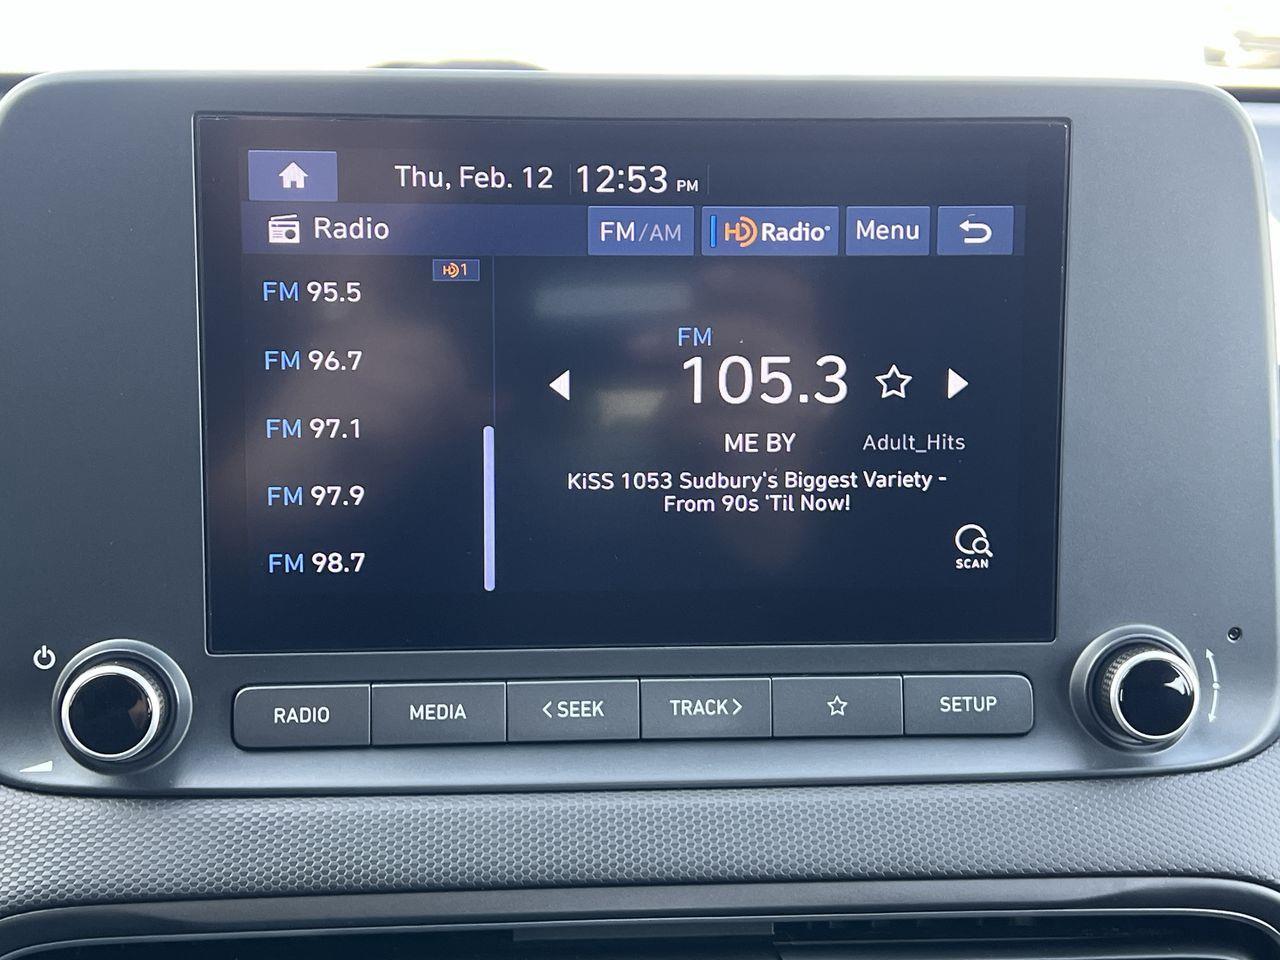 Thu, Feb. 12 12:53 PM
Radio FM/AM HD Radio® Menu
HD1
FM 95.5
FM 96.7
FM 97.1
FM 97.9
FM 98.7
FM
105.3
ME BY Adult_Hits
KiSS 1053 Sudbury's Biggest Variety -
From 90s 'Til Now!
SCAN
RADIO MEDIA <SEEK TRACK> SETUP